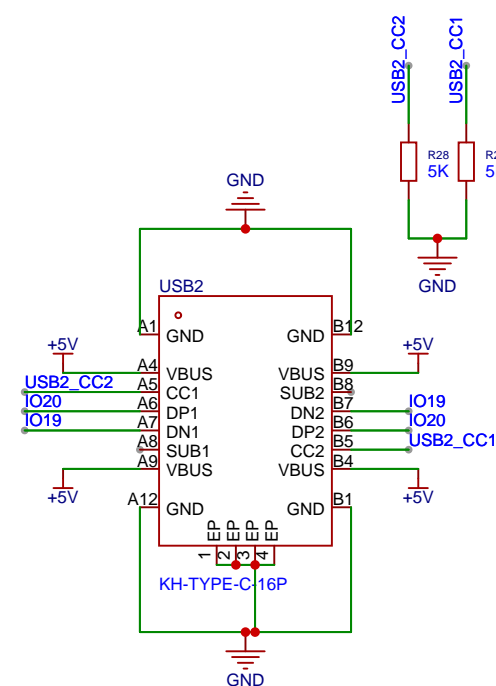 USB2_CC2
USB2_CC1
R28
5K
GND
GND
USB2
A1
GND
GND
B12
+5V
A4
VBUS
VBUS
B9
+5V
USB2_CC2
A5
CC1
SUB2
B8
IO20
A6
DP1
DN2
B7
IO19
IO19
A7
DN1
DP2
B6
IO20
A8
SUB1
CC2
B5
USB2_CC1
+5V
A9
VBUS
VBUS
B4
+5V
A12
GND
GND
B1
EP
EP
EP
EP
1
2
3
4
KH-TYPE-C-16P
GND